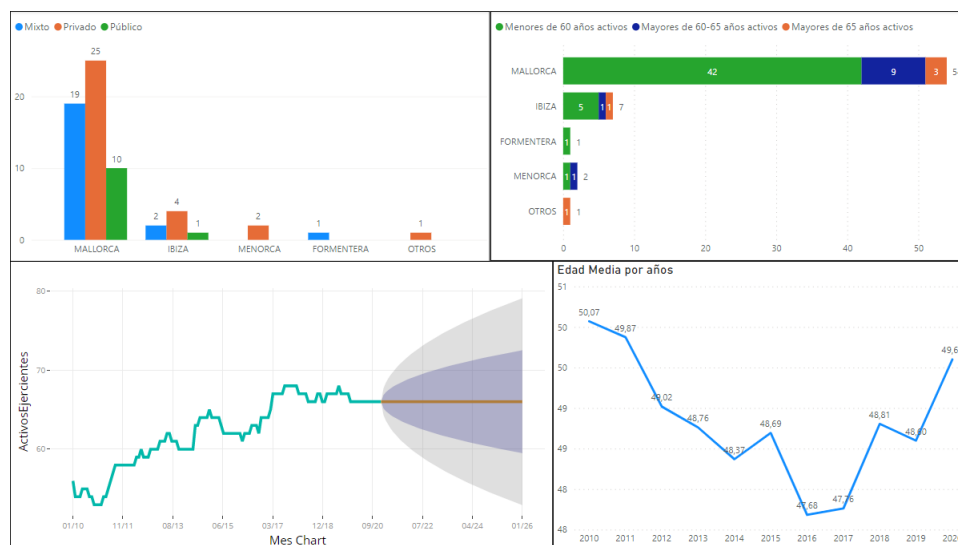 Mixto Privado Público
25
20
19
10
10
4
2
2
1
1
1
0
MALLORCA IBIZA MENORCA FORMENTERA OTROS
Menores de 60 años activos Mayores de 60-65 años activos Mayores de 65 años activos
MALLORCA 42 9 3 5
IBIZA 5 1 1 7
FORMENTERA 1 1
MENORCA 1 1 2
OTROS 1 1
0 10 20 30 40 50
80
70
60
ActivosEjercientes
01/10 11/11 08/13 06/15 03/17 12/18 09/20 07/22 04/24 01/26
Mes Chart
Edad Media por años
51
50
50
49
49
48
48
50,07
49,87
49,02
48,76
48,37
48,69
47,68
47,76
48,81
48,60
49,6
2010 2011 2012 2013 2014 2015 2016 2017 2018 2019 2020